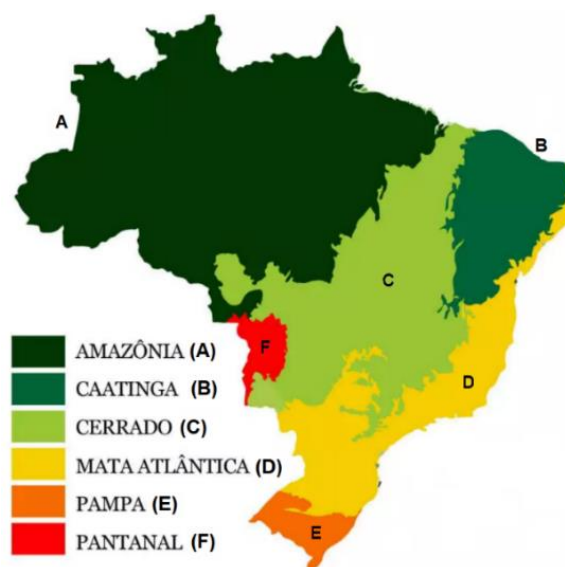 A
B
C
F
D
E
AMAZÔNIA (A)
CAATINGA (B)
CERRADO (C)
MATA ATLÂNTICA (D)
PAMPA (E)
PANTANAL (F)